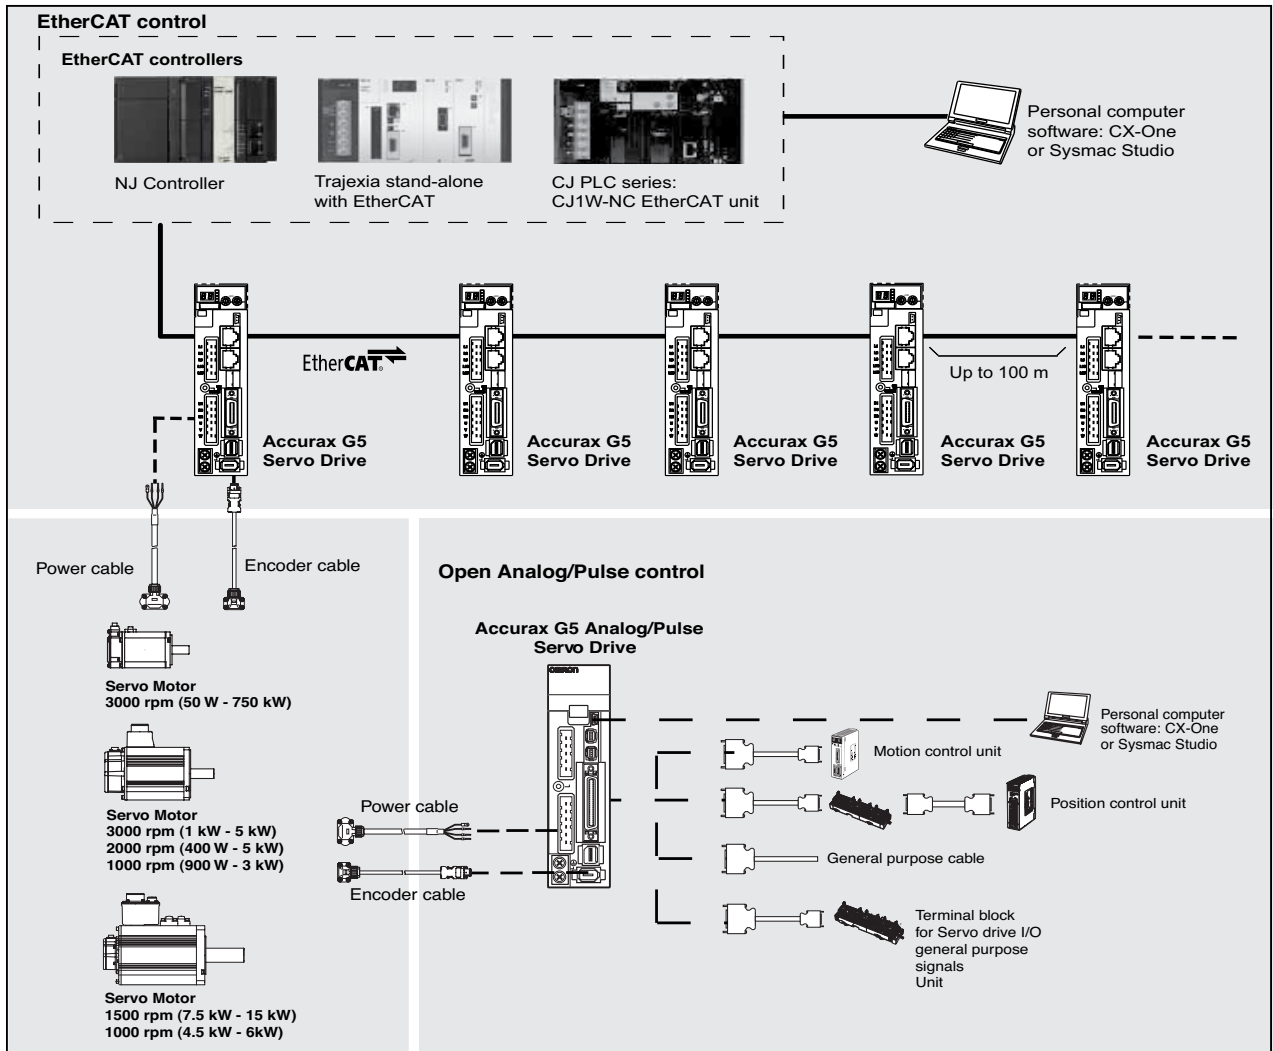 EtherCAT control
EtherCAT controllers
NJ Controller
Trajexia stand-alone
with EtherCAT
CJ PLC series:
CJ1W-NC EtherCAT unit
Personal computer
software: CX-One
or Sysmac Studio
EtherCAT®
Up to 100 m
Accurax G5
Servo Drive
Accurax G5
Servo Drive
Accurax G5
Servo Drive
Accurax G5
Servo Drive
Accurax G5
Servo Drive
Power cable
Encoder cable
Servo Motor
3000 rpm (50 W - 750 kW)
Servo Motor
3000 rpm (1 kW - 5 kW)
2000 rpm (400 W - 5 kW)
1000 rpm (900 W - 3 kW)
Servo Motor
1500 rpm (7.5 kW - 15 kW)
1000 rpm (4.5 kW - 6kW)
Open Analog/Pulse control
Accurax G5 Analog/Pulse
Servo Drive
OMRON
Power cable
Encoder cable
Personal computer
software: CX-One
or Sysmac Studio
Motion control unit
Position control unit
General purpose cable
Terminal block
for Servo drive I/O
general purpose
signals
Unit